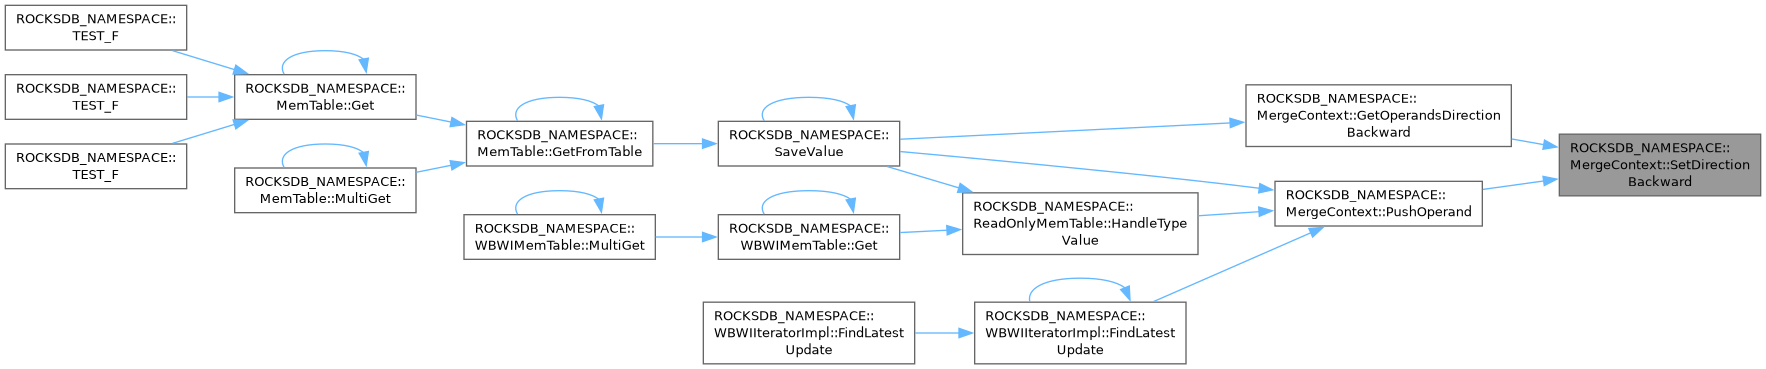 ROCKSDB_NAMESPACE::
TEST_F
ROCKSDB_NAMESPACE::
TEST_F
ROCKSDB_NAMESPACE::
TEST_F
ROCKSDB_NAMESPACE::
MemTable::Get
ROCKSDB_NAMESPACE::
MemTable::MultiGet
ROCKSDB_NAMESPACE::
MemTable::GetFromTable
ROCKSDB_NAMESPACE::
WBWIMemTable::MultiGet
ROCKSDB_NAMESPACE::
SaveValue
ROCKSDB_NAMESPACE::
WBWIMemTable::Get
ROCKSDB_NAMESPACE::
WBWIIteratorImpl::FindLatest
Update
ROCKSDB_NAMESPACE::
ReadOnlyMemTable::HandleType
Value
ROCKSDB_NAMESPACE::
WBWIIteratorImpl::FindLatest
Update
ROCKSDB_NAMESPACE::
MergeContext::GetOperandsDirection
Backward
ROCKSDB_NAMESPACE::
MergeContext::PushOperand
ROCKSDB_NAMESPACE::
MergeContext::SetDirection
Backward